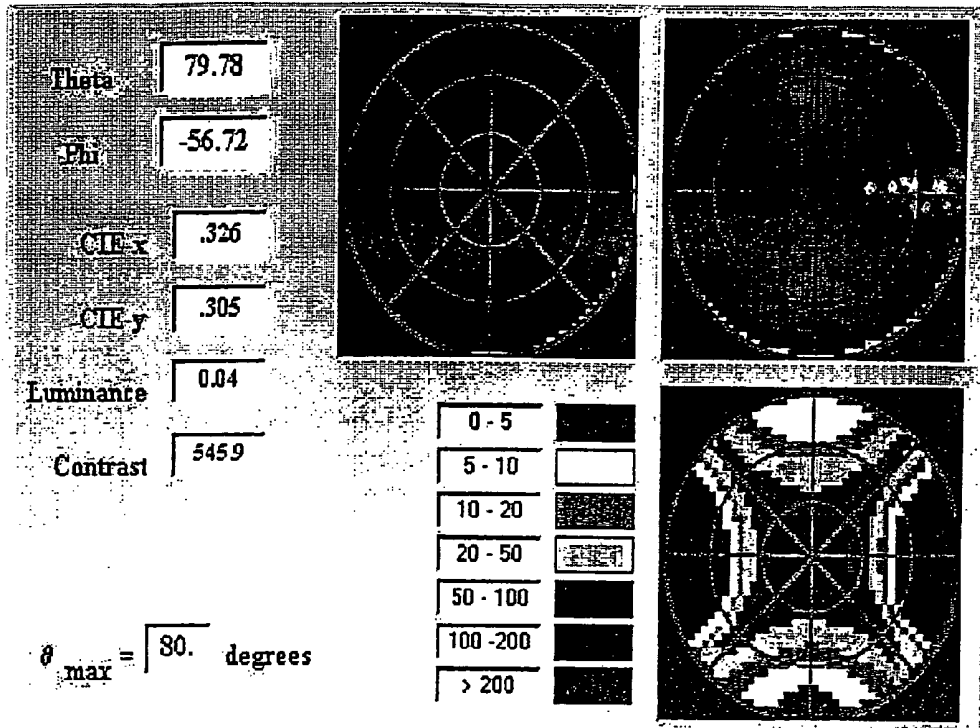 Theta 79.78
Phi -56.72
CIE x .326
CIE y .305
Luminance 0.04
Contrast 545.9
0 - 5
5 - 10
10 - 20
20 - 50
50 - 100
100 -200
> 200
θ max = 80. degrees